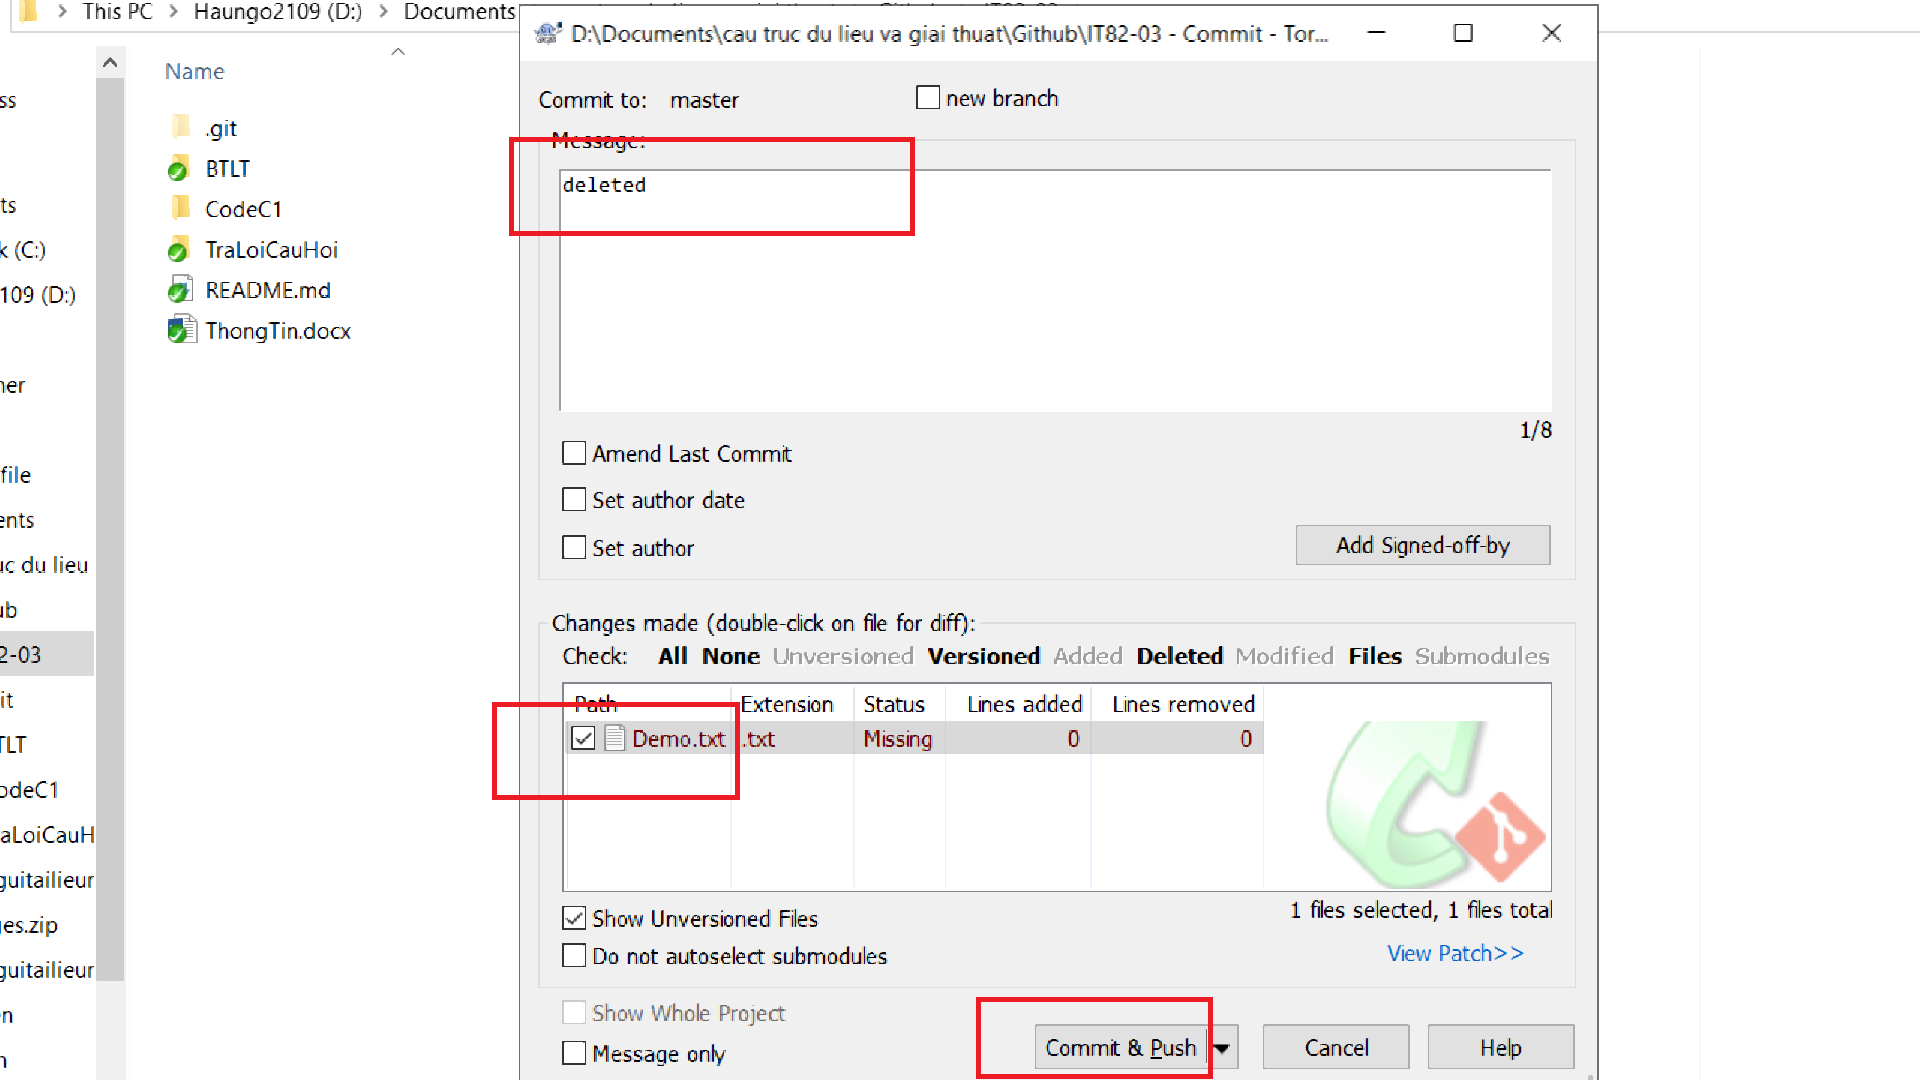 This PC > Haungo2109 (D:) > Documents
D:\Documents\cau truc du lieu va giai thuat\Github\IT82-03 - Commit - Tor...
Name
.git
BTLT
CodeC1
TraLoiCauHoi
README.md
ThongTin.docx
ss
ts
k (C:)
109 (D:)
ner
file
ents
uc du lieu
ub
2-03
it
TLT
odeC1
raLoiCauH
guitailieur
ges.zip
guitailieur
en
n
Commit to: master
new branch
Message:
deleted
1/8
Amend Last Commit
Set author date
Set author
Add Signed-off-by
Changes made (double-click on file for diff):
Check: All None Unversioned Versioned Added Deleted Modified Files Submodules
Path Extension Status Lines added Lines removed
Demo.txt .txt Missing 0 0
Show Unversioned Files
1 files selected, 1 files total
Do not autoselect submodules
View Patch>>
Show Whole Project
Message only
Commit & Push
Cancel
Help